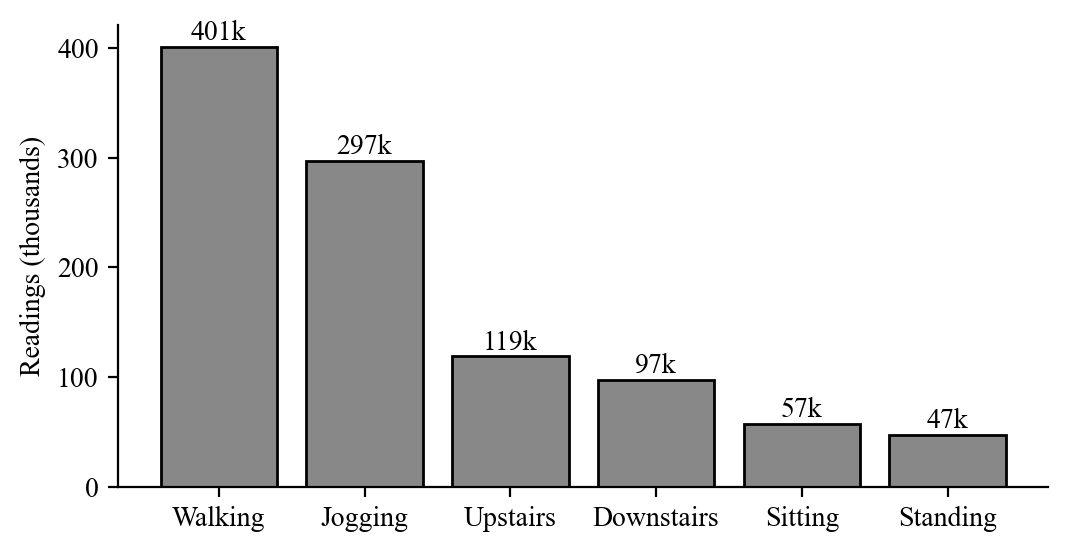 401k
400
297k
300
Readings (thousands)
200
119k
97k
100
57k
47k
0
Walking Jogging Upstairs Downstairs Sitting Standing